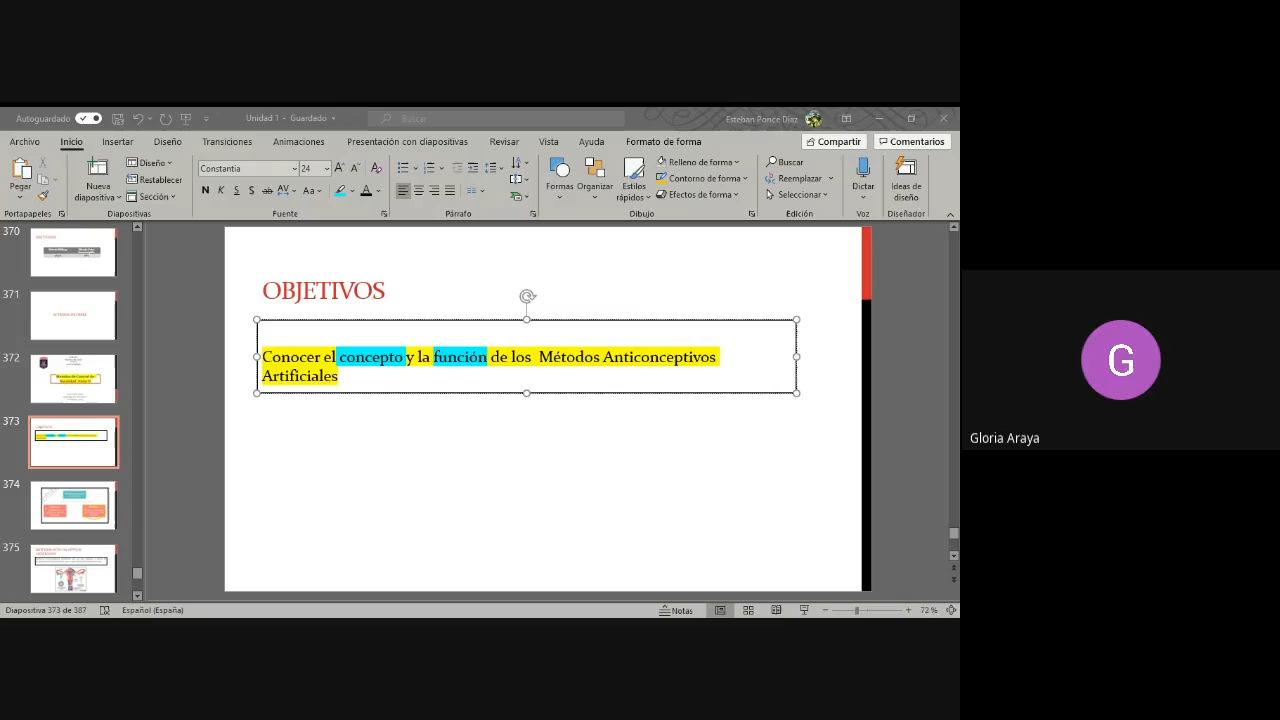 Autoguardado
Unidad 1 - Guardado
Buscar
Esteban Ponce Díaz
Archivo Inicio Insertar Diseño Transiciones Animaciones Presentación con diapositivas Revisar Vista Ayuda Formato de forma Compartir Comentarios
Pegar
Nueva diapositiva
Diseño
Restablecer
Sección
Constantia 24
N K S S ab AV Aa A
Formas
Organizar
Estilos rápidos
Relleno de forma
Contorno de forma
Efectos de forma
Buscar
Reemplazar
Seleccionar
Dictar
Ideas de diseño
Portapapeles Diapositivas Fuente Párrafo Dibujo Edición Voz Diseñador
370
371
372
373
374
375
OBJETIVOS
Conocer el concepto y la función de los Métodos Anticonceptivos
Artificiales
G
Gloria Araya
Diapositiva 373 de 387 Español (España) Notas 72 %